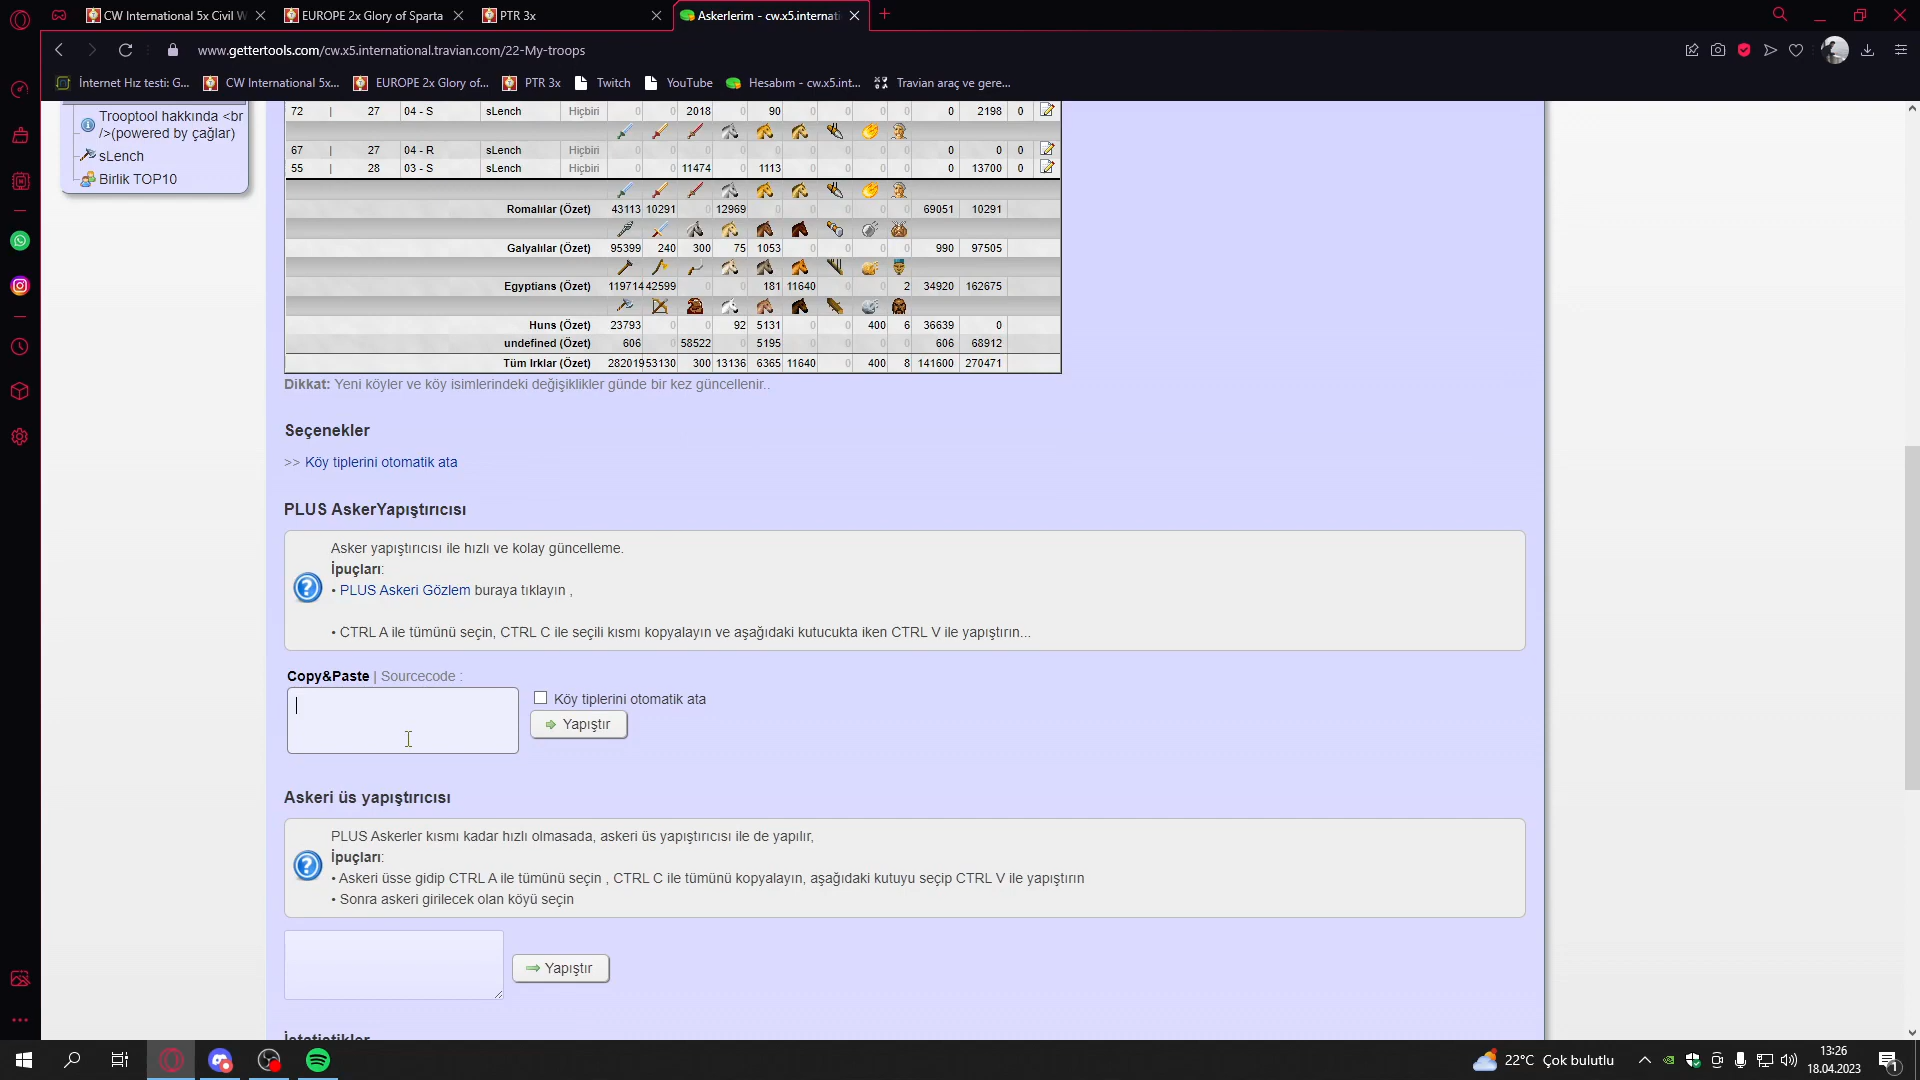 CW International 5x Civil W
EUROPE 2x Glory of Sparta
PTR 3x
Askerlerim - cw.x5.internati
www.gettertools.com/cw.x5.international.travian.com/22-My-troops
İnternet Hız testi: G...
CW International 5x...
EUROPE 2x Glory of...
PTR 3x
Twitch
YouTube
Hesabım - cw.x5.int...
Travian araç ve gere...
Trooptool hakkında <br
/>(powered by çağlar)
sLench
Birlik TOP10
72 | 27 04 - S sLench Hiçbiri 0 0 2018 0 90 0 0 0 0 0 2198 0
67 | 27 04 - R sLench Hiçbiri 0 0 0 0 0 0 0 0 0 0 0 0
55 | 28 03 - S sLench Hiçbiri 0 0 11474 0 1113 0 0 0 0 0 13700 0
Romalılar (Özet) 43113 10291 0 12969 0 0 0 0 0 69051 10291
Galyalılar (Özet) 95399 240 300 75 1053 0 0 0 0 990 97505
Egyptians (Özet) 119714 42599 0 0 181 11640 0 0 2 34920 162675
Huns (Özet) 23793 0 0 92 5131 0 0 400 6 36639 0
undefined (Özet) 606 0 58522 0 5195 0 0 0 0 606 68912
Tüm Irklar (Özet) 282019 53130 300 13136 6365 11640 0 400 8 141600 270471
Dikkat: Yeni köyler ve köy isimlerindeki değişiklikler günde bir kez güncellenir..
Seçenekler
>> Köy tiplerini otomatik ata
PLUS AskerYapıştırıcısı
Asker yapıştırıcısı ile hızlı ve kolay güncelleme.
İpuçları:
• PLUS Askeri Gözlem buraya tıklayın ,
• CTRL A ile tümünü seçin, CTRL C ile seçili kısmı kopyalayın ve aşağıdaki kutucukta iken CTRL V ile yapıştırın...
Copy&Paste | Sourcecode :
Köy tiplerini otomatik ata
Yapıştır
Askeri üs yapıştırıcısı
PLUS Askerler kısmı kadar hızlı olmasada, askeri üs yapıştırıcısı ile de yapılır,
İpuçları:
• Askeri üsse gidip CTRL A ile tümünü seçin , CTRL C ile tümünü kopyalayın, aşağıdaki kutuyu seçip CTRL V ile yapıştırın
• Sonra askeri girilecek olan köyü seçin
Yapıştır
İstatistikler
22°C Çok bulutlu
13:26
18.04.2023
1